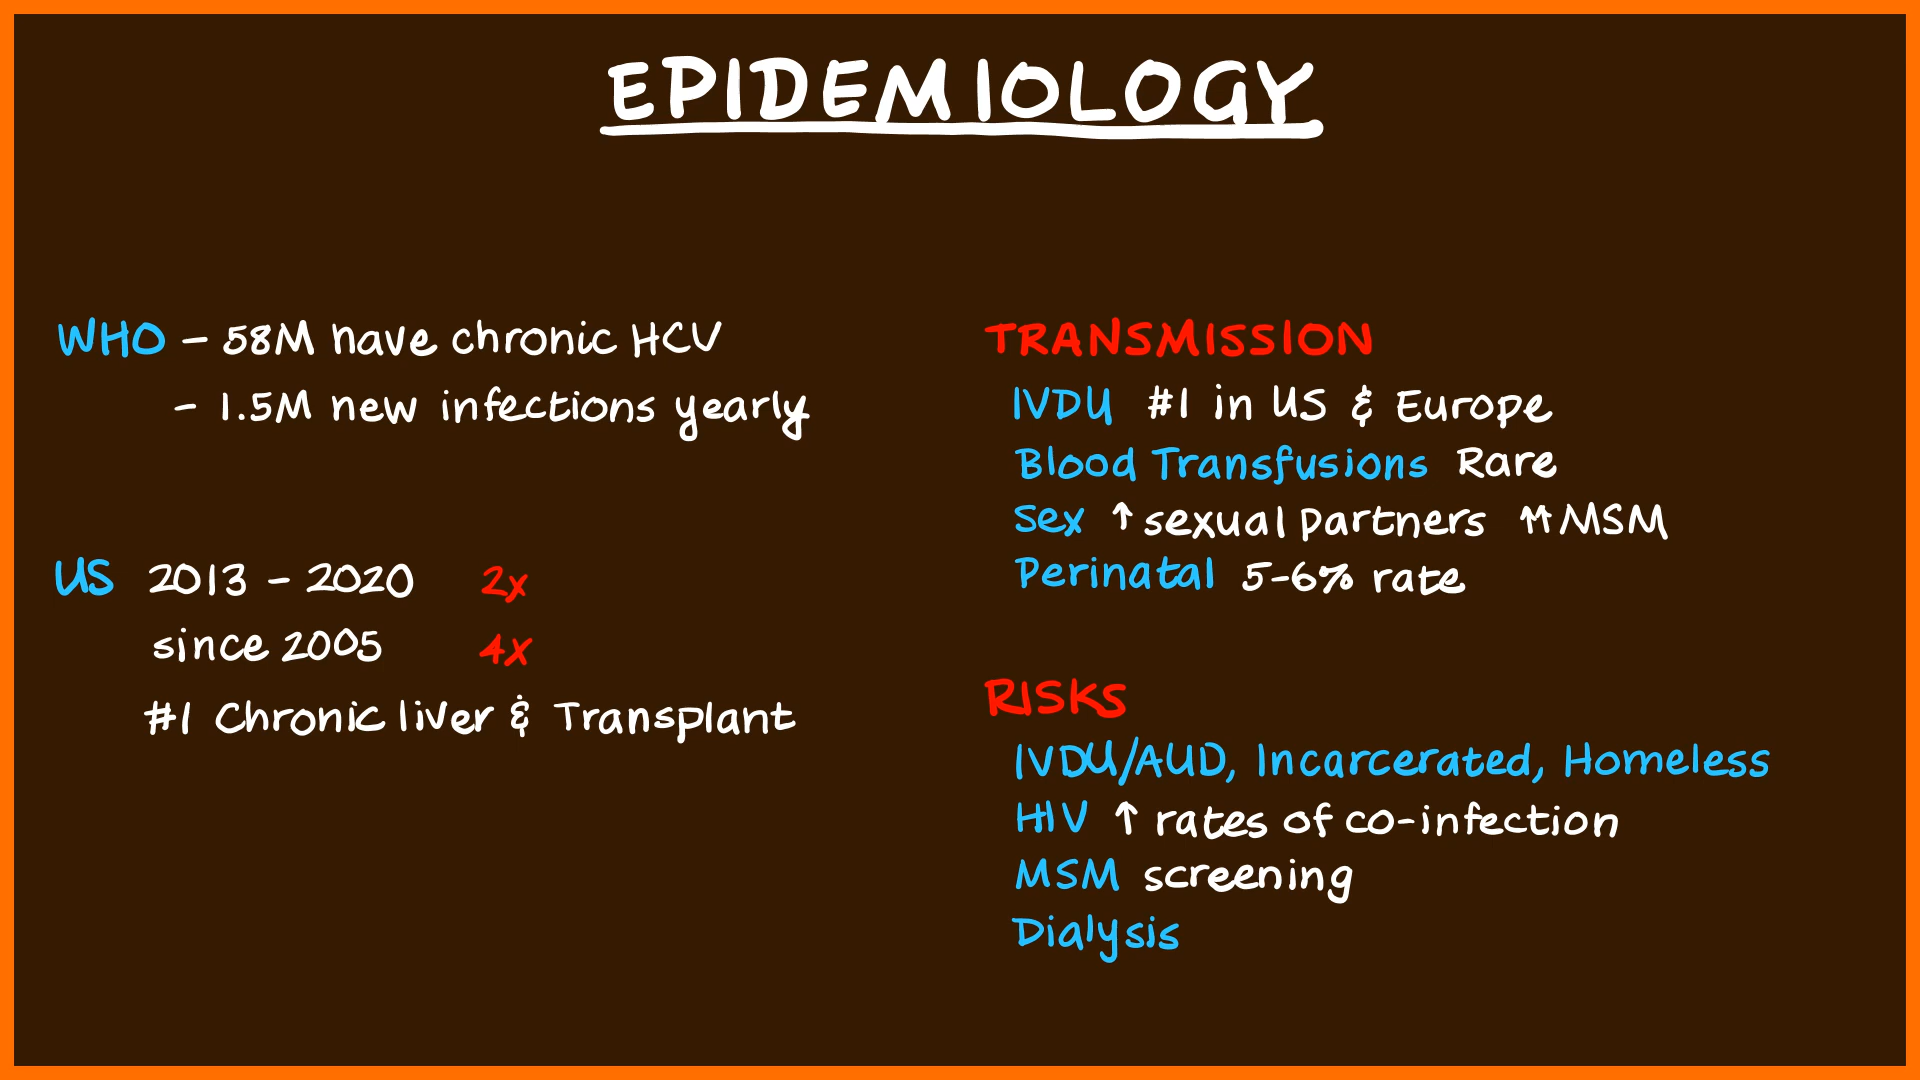 EPIDEMIOLOGY
WHO - 58M have chronic HCV
- 1.5M new infections yearly
US 2013 - 2020 2x
since 2005 4x
#1 Chronic liver & Transplant
TRANSMISSION
IVDU #1 in US & Europe
Blood Transfusions Rare
Sex ↑ sexual partners ↑↑ MSM
Perinatal 5-6% rate
RISKS
IVDU/AUD, Incarcerated, Homeless
HIV ↑ rates of co-infection
MSM screening
Dialysis